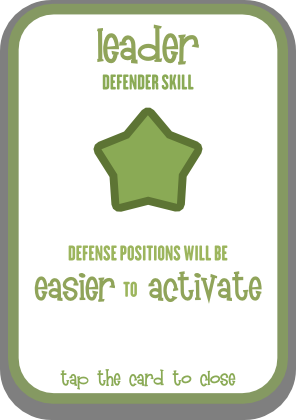 leader
DEFENDER SKILL
DEFENSE POSITIONS WILL BE
easier TO activate
tap the card to close